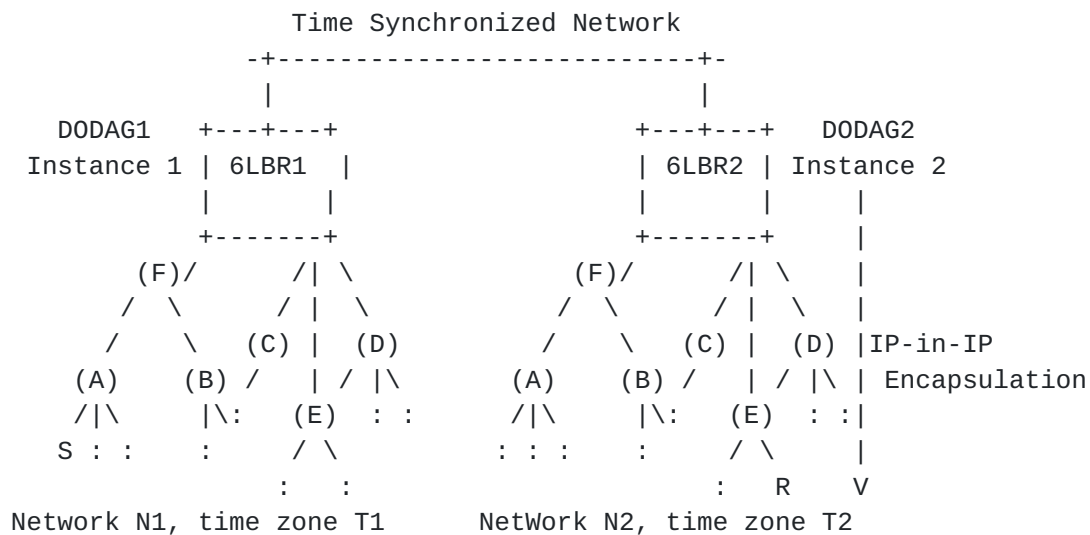 Time Synchronized Network
-+---------------------------+-
|                            |
DODAG1   +---+---+                   +---+---+   DODAG2
Instance 1 | 6LBR1  |                  | 6LBR2 | Instance 2
|       |                   |       |     |
+-------+                   +-------+     |
(F)/      /| \              (F)/      /| \    |
/  \      / |  \            /  \      / |  \   |
/    \   (C) |  (D)         /    \   (C) |  (D) |IP-in-IP
(A)    (B) /   | / |\       (A)    (B) /   | / |\ | Encapsulation
/|\     |\:   (E)  : :      /|\     |\:   (E)  : :|
S : :    :     / \          : : :    :     / \     |
:   :                       :   R    V
Network N1, time zone T1      NetWork N2, time zone T2